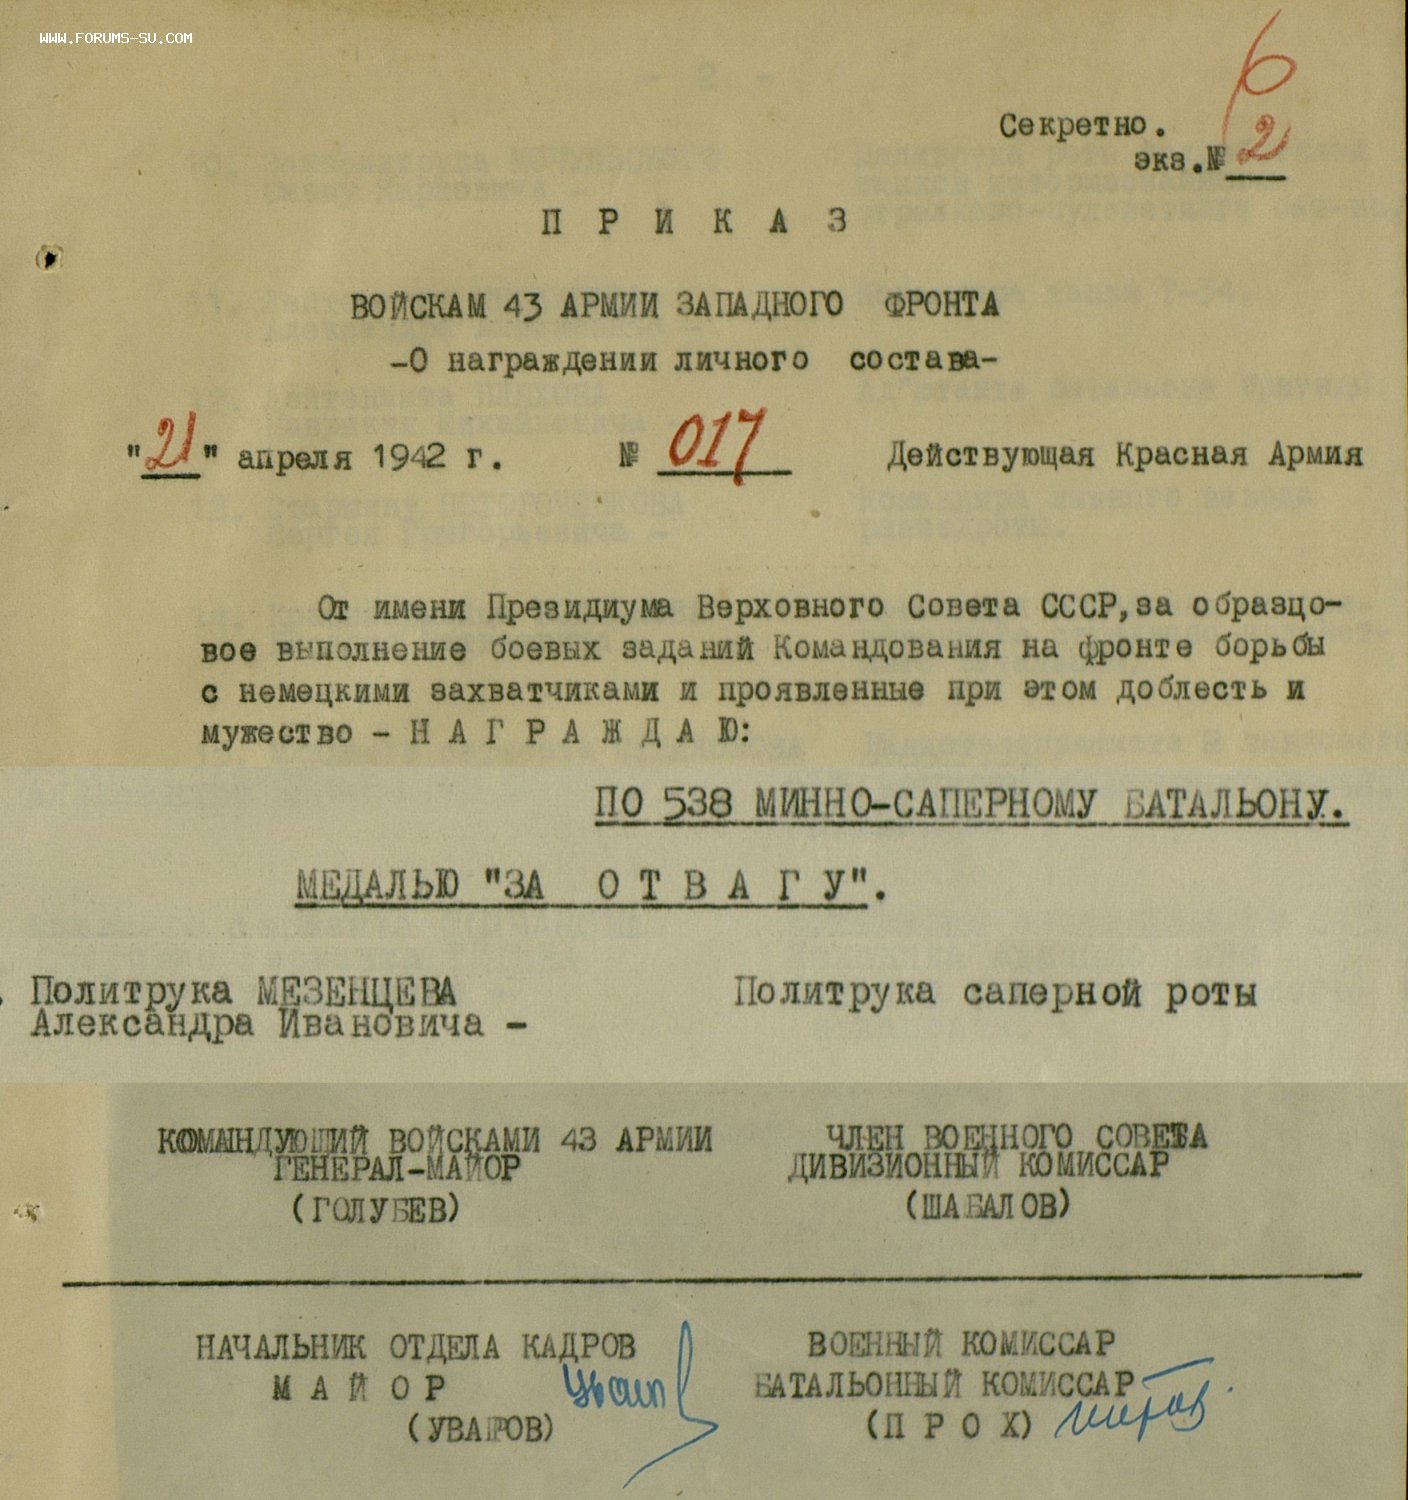 WWW.FORUMS-SU.COM
6
Секретно.
экз.№ 2
П Р И К А З
ВОЙСКАМ 43 АРМИИ ЗАПАДНОГО ФРОНТА
-О награждении личного состава-
"21" апреля 1942 г. № 017 Действующая Красная Армия
От имени Президиума Верховного Совета СССР, за образцо-
вое выполнение боевых заданий Командования на фронте борьбы
с немецкими захватчиками и проявленные при этом доблесть и
мужество - Н А Г Р А Ж Д А Ю:
ПО 538 МИННО-САПЕРНОМУ БАТАЛЬОНУ.
МЕДАЛЬЮ "ЗА О Т В А Г У".
Политрука МЕЗЕНЦЕВА Политрука саперной роты
Александра Ивановича -
КОМАНДУЮЩИЙ ВОЙСКАМИ 43 АРМИИ ЧЛЕН ВОЕННОГО СОВЕТА
ГЕНЕРАЛ-МАЙОР ДИВИЗИОННЫЙ КОМИССАР
(ГОЛУБЕВ) (ШАБАЛОВ)
НАЧАЛЬНИК ОТДЕЛА КАДРОВ ВОЕННЫЙ КОМИССАР
М А Й О Р БАТАЛЬОННЫЙ КОМИССАР
(УВАРОВ) (П Р О Х)